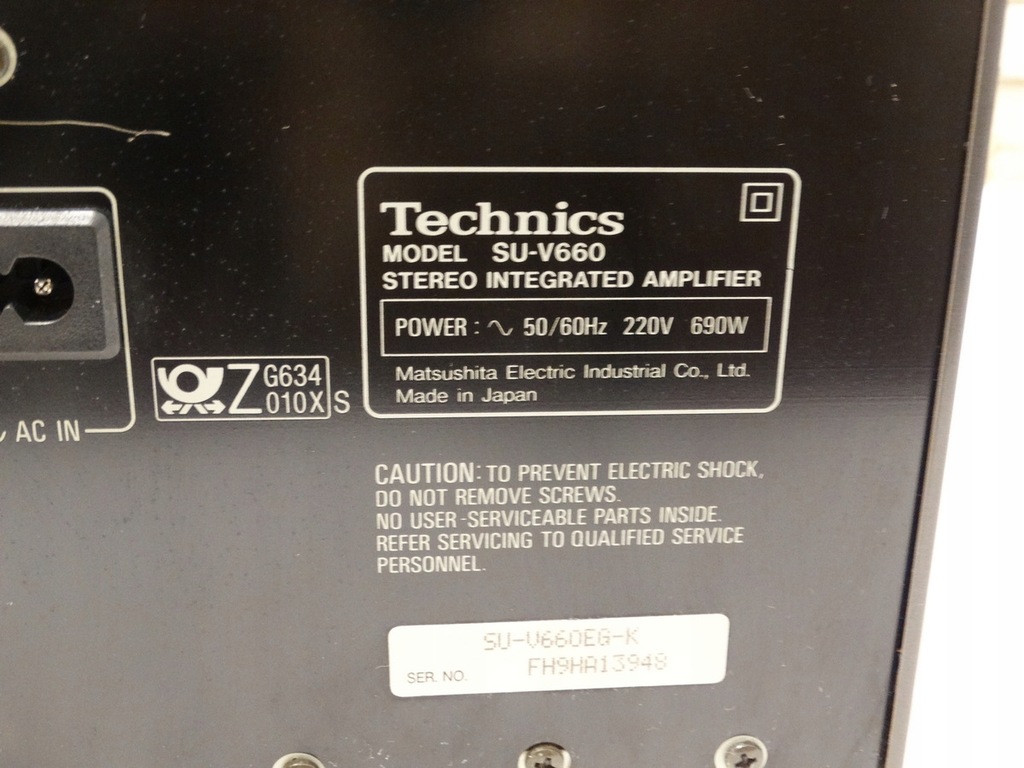 Technics
MODEL SU-V660
STEREO INTEGRATED AMPLIFIER
POWER : ∿ 50/60Hz 220V 690W
Matsushita Electric Industrial Co., Ltd.
Made in Japan
Z G634
010X S
AC IN
CAUTION: TO PREVENT ELECTRIC SHOCK,
DO NOT REMOVE SCREWS.
NO USER-SERVICEABLE PARTS INSIDE.
REFER SERVICING TO QUALIFIED SERVICE
PERSONNEL.
SU-V660EG-K
SER. NO. FH9HA13948